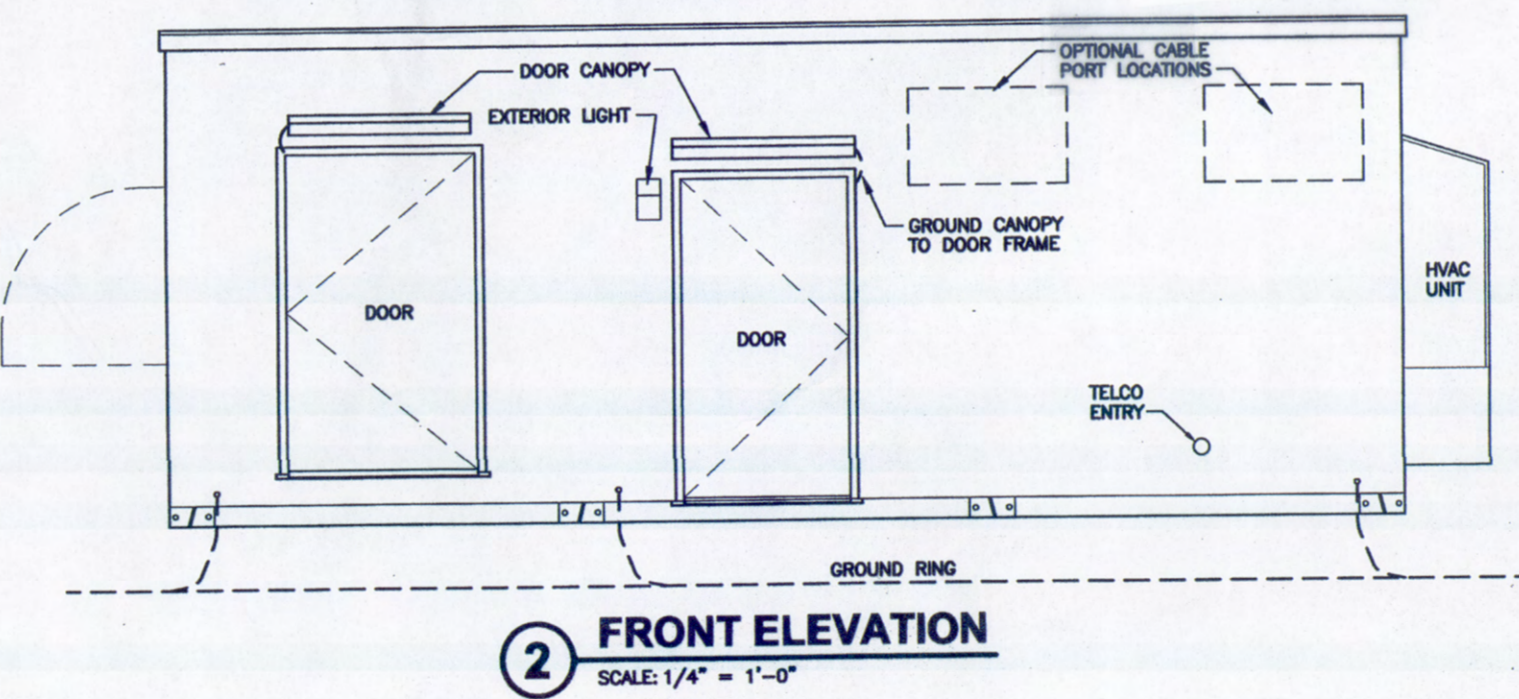 OPTIONAL CABLE
PORT LOCATIONS
DOOR CANOPY
EXTERIOR LIGHT
GROUND CANOPY
TO DOOR FRAME
HVAC
UNIT
DOOR
DOOR
TELCO
ENTRY
GROUND RING
2
FRONT ELEVATION
SCALE: 1/4" = 1'-0"